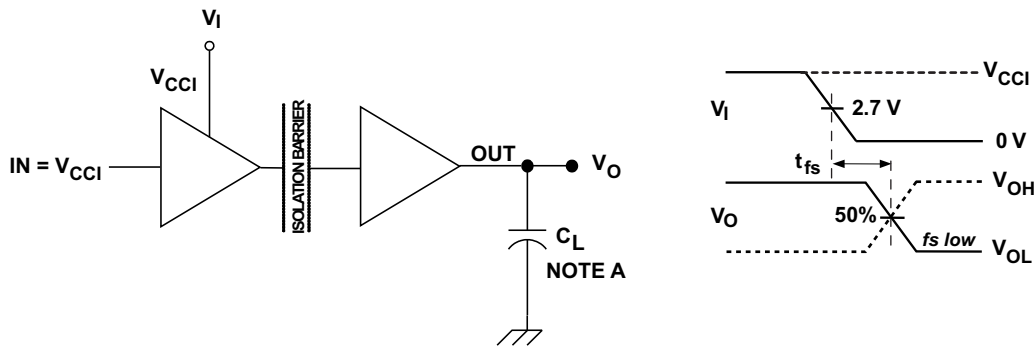 VI
VCCI
IN = VCCI
ISOLATION BARRIER
OUT
VO
CL
NOTE A
VI
VCCI
2.7 V
0 V
tfs
VO
50%
VOH
fs low
VOL